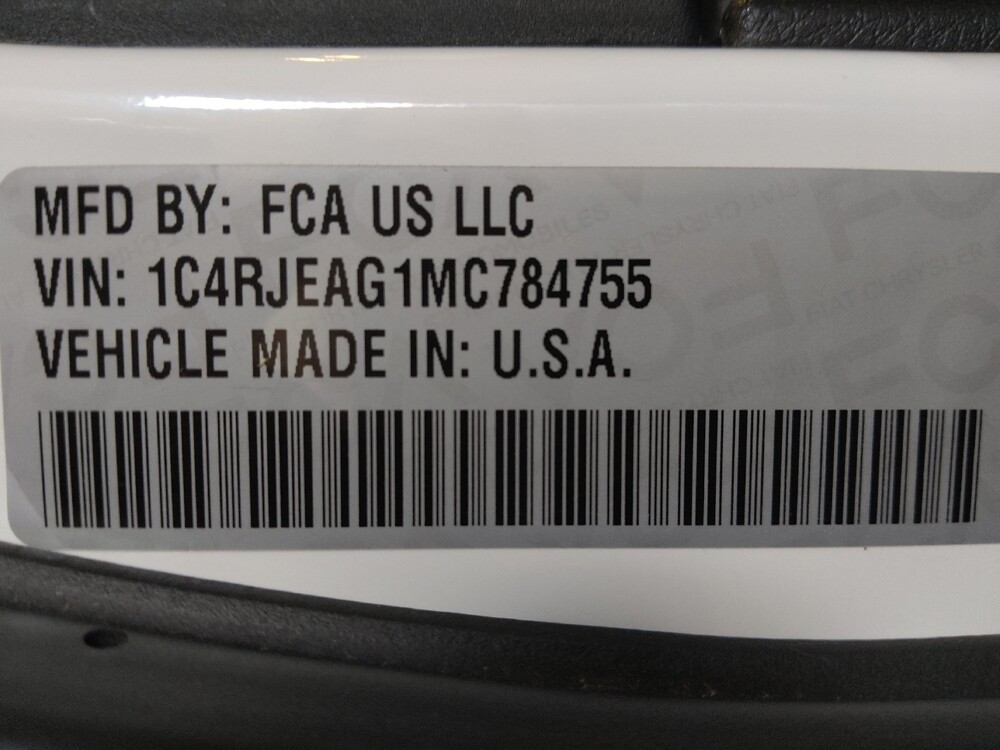 MFD BY: FCA US LLC
VIN: 1C4RJEAG1MC784755
VEHICLE MADE IN: U.S.A.